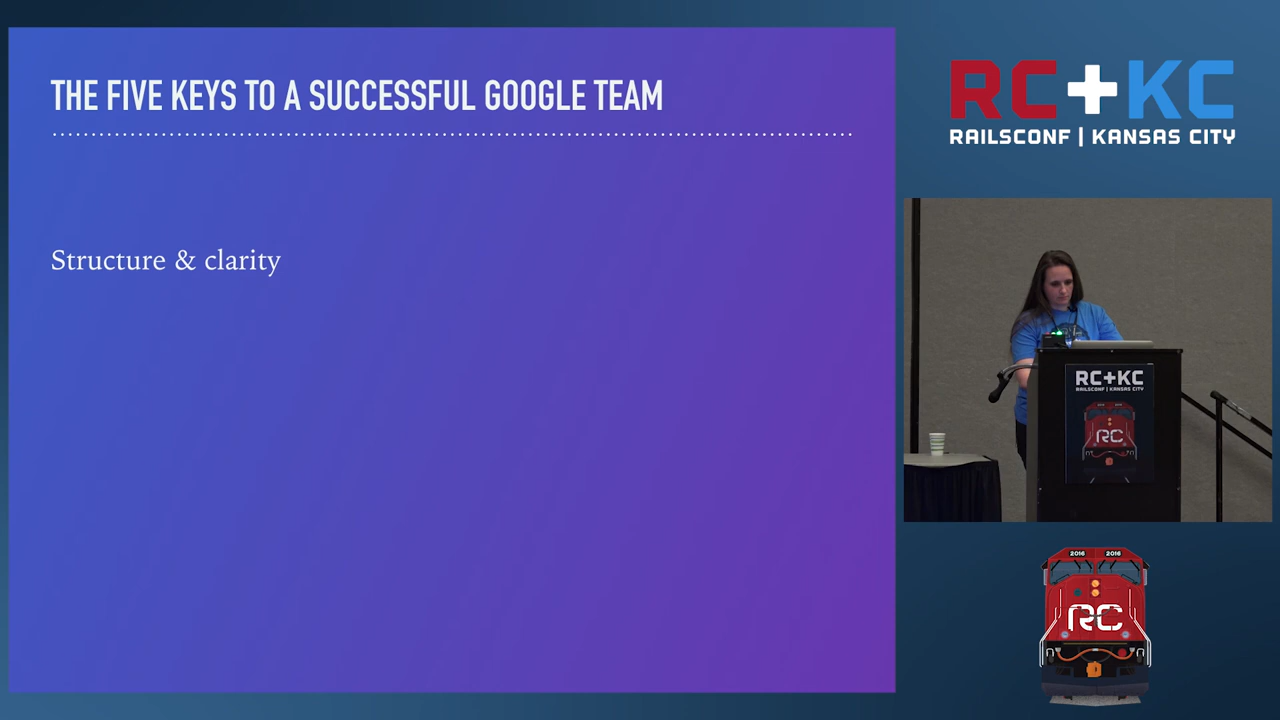 THE FIVE KEYS TO A SUCCESSFUL GOOGLE TEAM
Structure & clarity
RC+KC
RAILSCONF | KANSAS CITY
RC+KC
RAILSCONF | KANSAS CITY
RC
2016 2016
RC